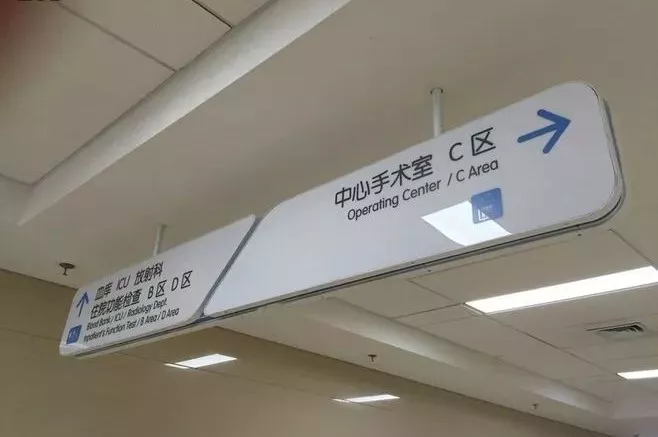 血库 ICU 放射科
住院功能检查 B区 D区
Blood Bank / ICU / Radiology Dept.
Inpatient's Function Test / B Area / D Area
中心手术室 C区
Operating Center / C Area